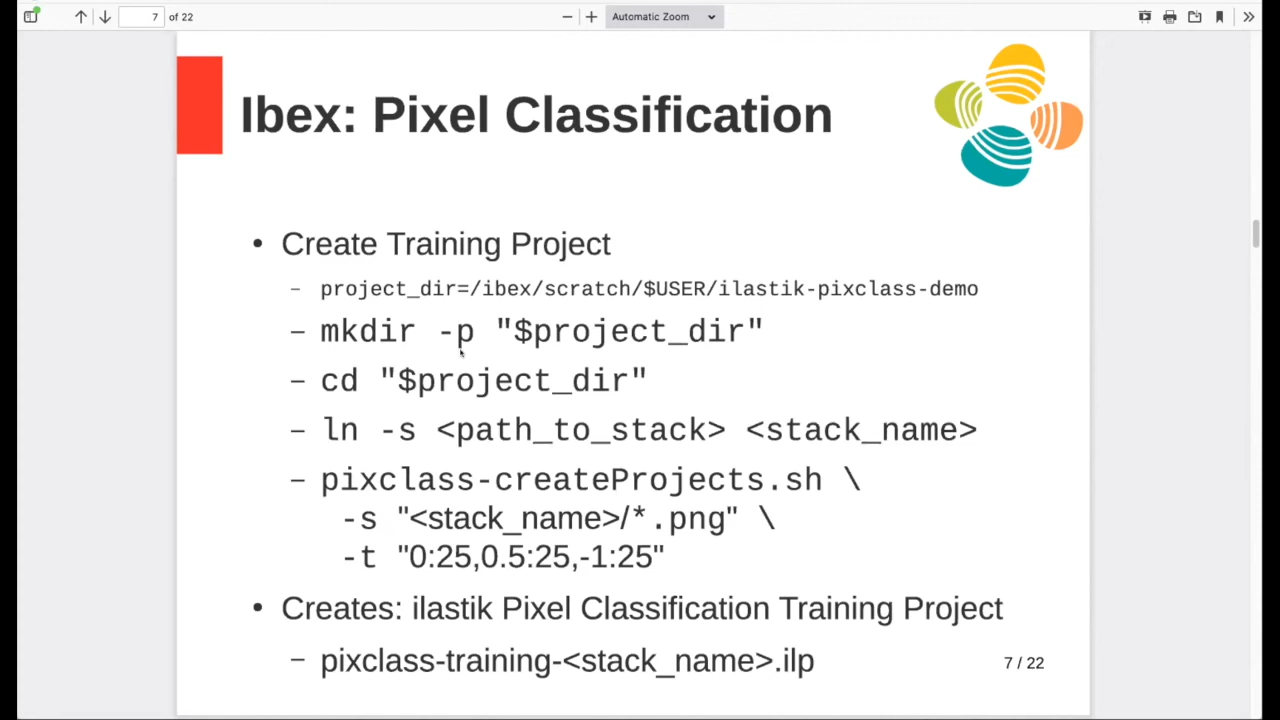 7 of 22 Automatic Zoom
Ibex: Pixel Classification
• Create Training Project
– project_dir=/ibex/scratch/$USER/ilastik-pixclass-demo
– mkdir -p "$project_dir"
– cd "$project_dir"
– ln -s <path_to_stack> <stack_name>
– pixclass-createProjects.sh \
-s "<stack_name>/*.png" \
-t "0:25,0.5:25,-1:25"
• Creates: ilastik Pixel Classification Training Project
– pixclass-training-<stack_name>.ilp
7 / 22